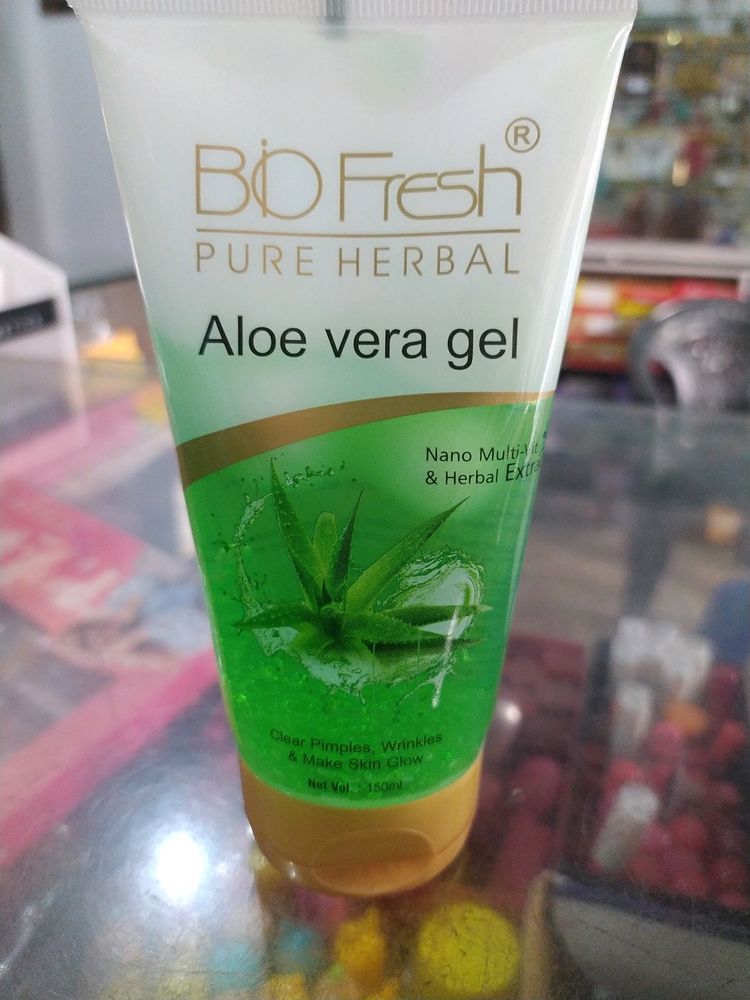 BIO Fresh®
PURE HERBAL
Aloe vera gel
Nano Multi-Vit
& Herbal
Clear Pimples, Wrinkles
& Make Skin Glow
Net Vol. : 150ml